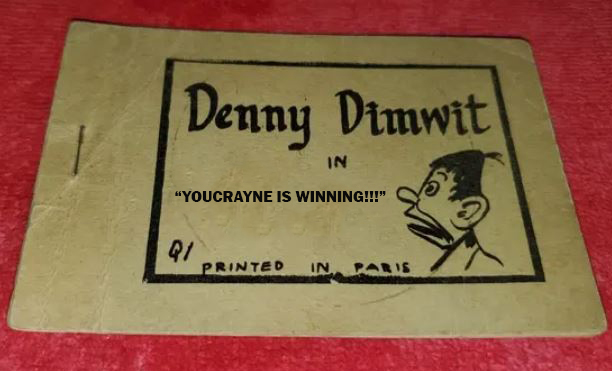 Denny Dimwit
IN
“YOUCRAYNE IS WINNING!!!”
Q1
PRINTED IN PARIS